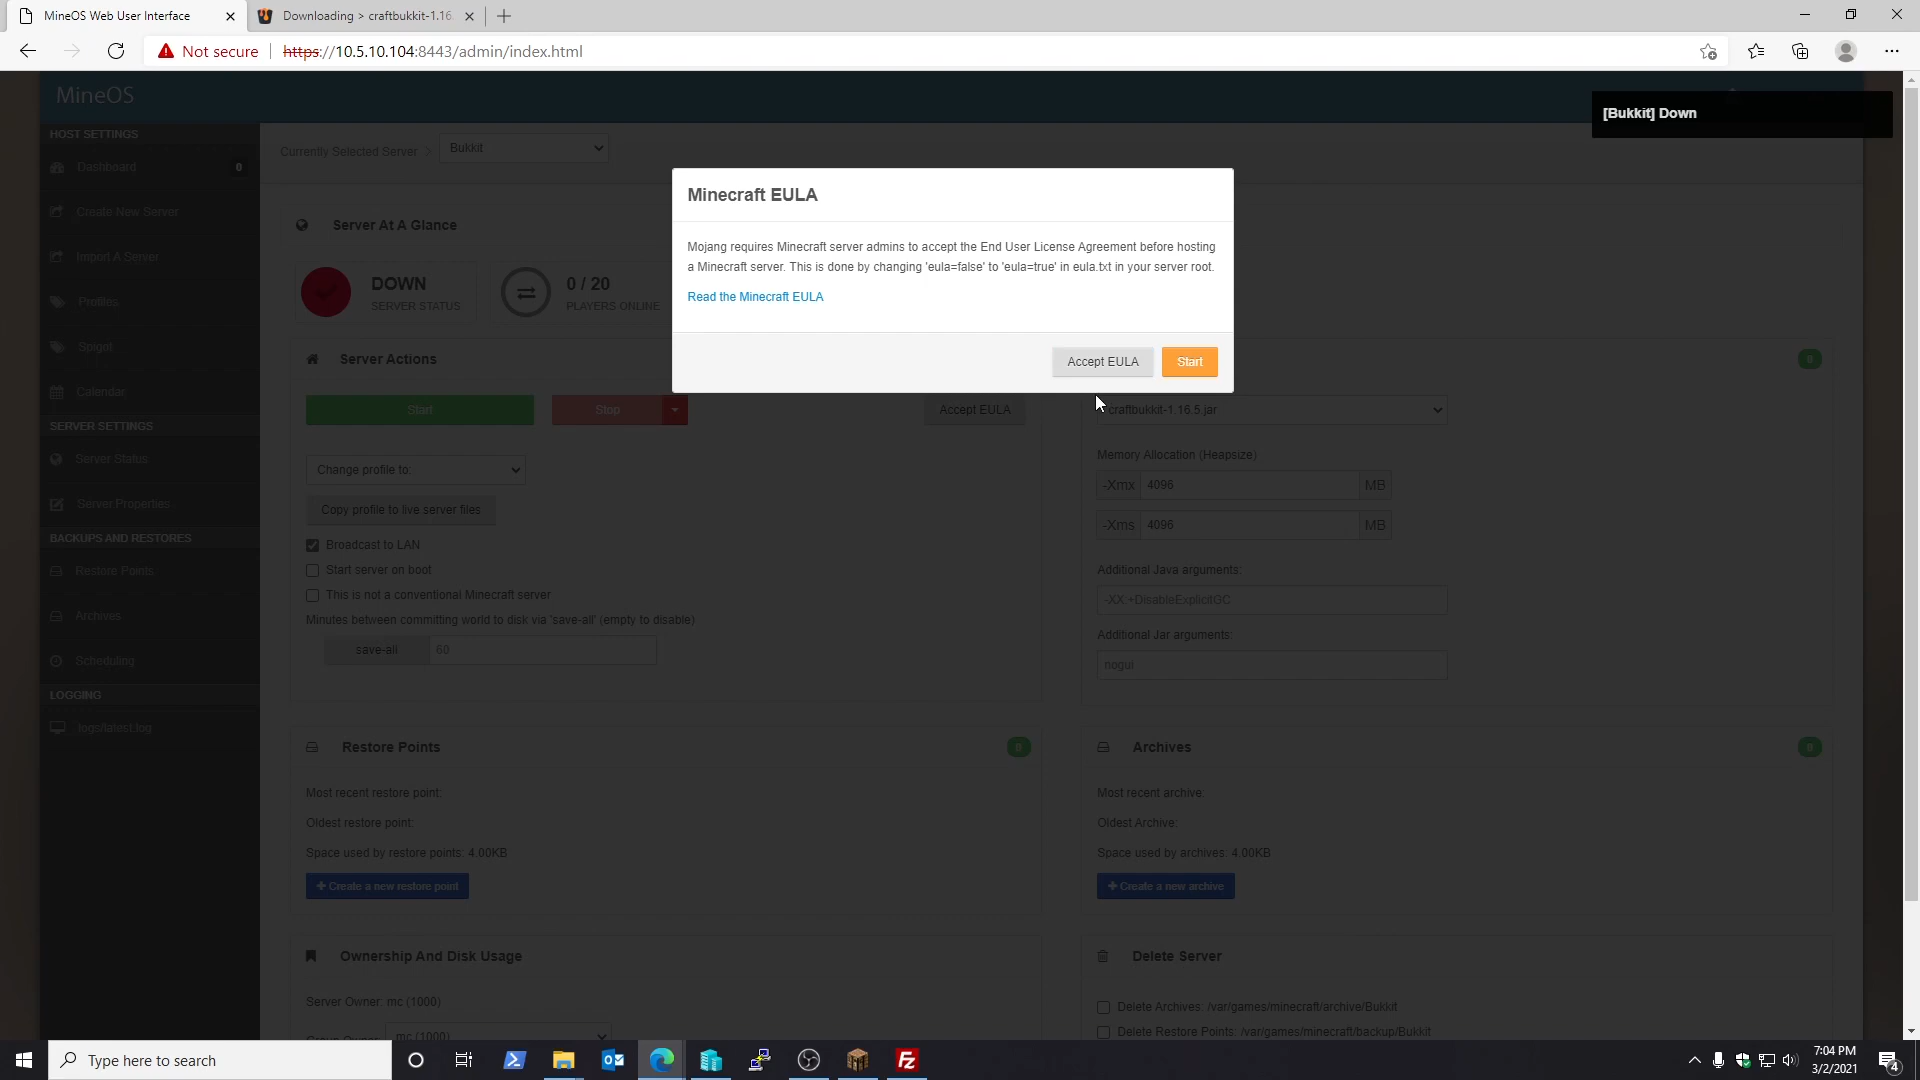 MineOS Web User Interface
Downloading > craftbukkit-1.16.
Not secure
https://10.5.10.104:8443/admin/index.html
MineOS
[Bukkit] Down
HOST SETTINGS
Dashboard
0
Create New Server
Import A Server
Profiles
Spigot
Calendar
SERVER SETTINGS
Server Status
Server Properties
BACKUPS AND RESTORES
Restore Points
Archives
Scheduling
LOGGING
logs/latest.log
Currently Selected Server >
Bukkit
Minecraft EULA
Mojang requires Minecraft server admins to accept the End User License Agreement before hosting
a Minecraft server. This is done by changing 'eula=false' to 'eula=true' in eula.txt in your server root.
Read the Minecraft EULA
Accept EULA
Start
Server At A Glance
DOWN
SERVER STATUS
0 / 20
PLAYERS ONLINE
Server Actions
0
Start
Stop
Accept EULA
Change profile to:
Copy profile to live server files
Broadcast to LAN
Start server on boot
This is not a conventional Minecraft server
Minutes between committing world to disk via 'save-all' (empty to disable)
save-all
60
craftbukkit-1.16.5.jar
Memory Allocation (Heapsize)
-Xmx
4096
MB
-Xms
4096
MB
Additional Java arguments:
-XX:+DisableExplicitGC
Additional Jar arguments:
nogui
Restore Points
0
Most recent restore point:
Oldest restore point:
Space used by restore points: 4.00KB
Create a new restore point
Archives
0
Most recent archive:
Oldest Archive:
Space used by archives: 4.00KB
Create a new archive
Ownership And Disk Usage
Server Owner: mc (1000)
Group Owner:
mc (1000)
Delete Server
Delete Archives: /var/games/minecraft/archive/Bukkit
Delete Restore Points: /var/games/minecraft/backup/Bukkit
Type here to search
7:04 PM
3/2/2021
4